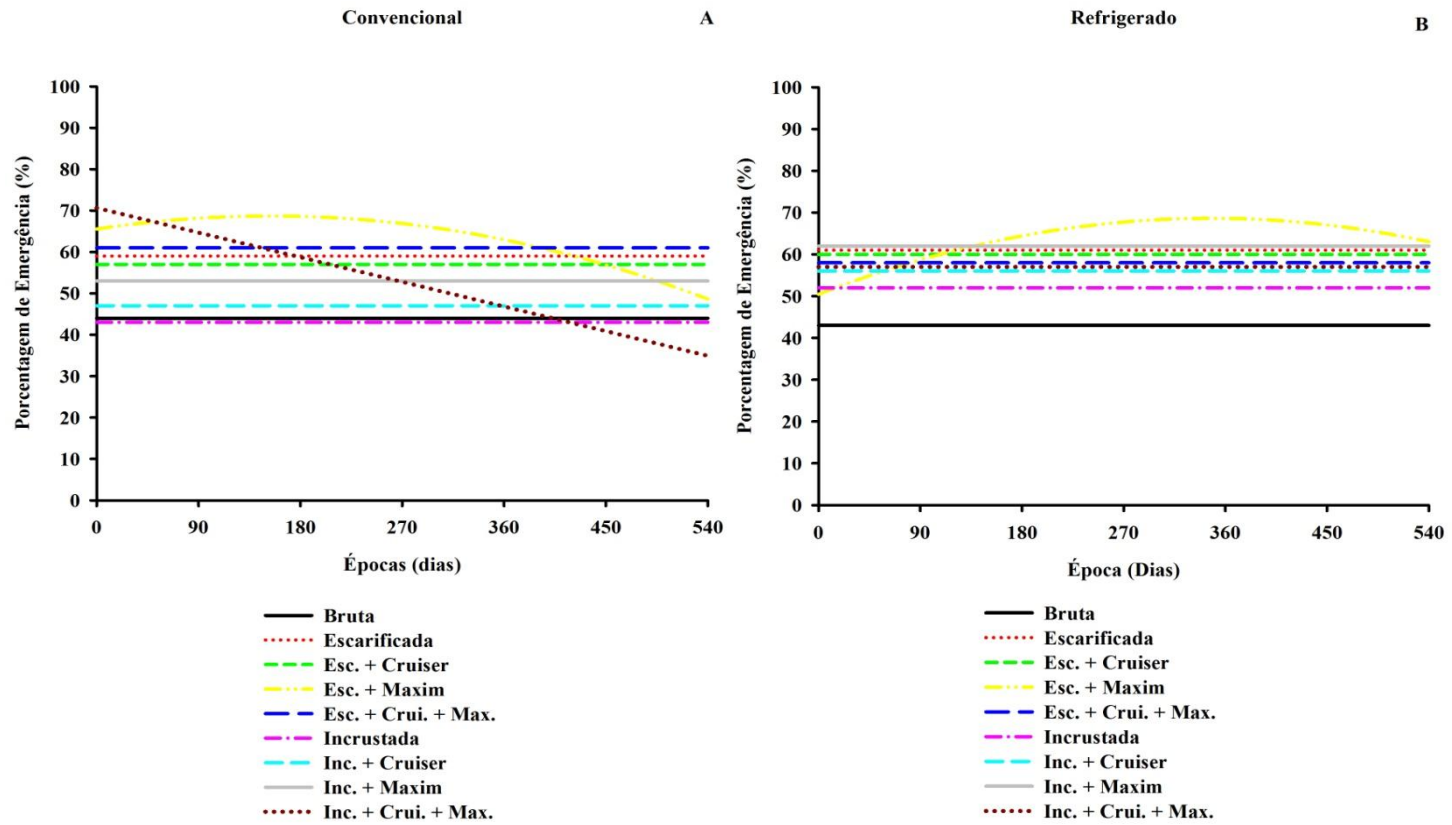 Convencional
A
Porcentagem de Emergência (%)
100
90
80
70
60
50
40
30
20
10
0
0 90 180 270 360 450 540
Épocas (dias)
Bruta
Escarificada
Esc. + Cruiser
Esc. + Maxim
Esc. + Crui. + Max.
Incrustada
Inc. + Cruiser
Inc. + Maxim
Inc. + Crui. + Max.
Refrigerado
B
Porcentagem de Emergência (%)
100
90
80
70
60
50
40
30
20
10
0
0 90 180 270 360 450 540
Época (Dias)
Bruta
Escarificada
Esc. + Cruiser
Esc. + Maxim
Esc. + Crui. + Max.
Incrustada
Inc. + Cruiser
Inc. + Maxim
Inc. + Crui. + Max.